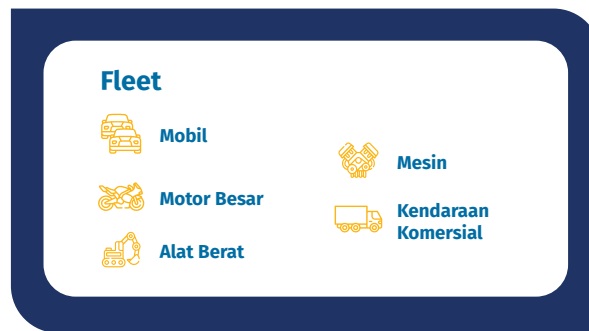 Fleet
Mobil
Motor Besar
Alat Berat
Mesin
Kendaraan
Komersial